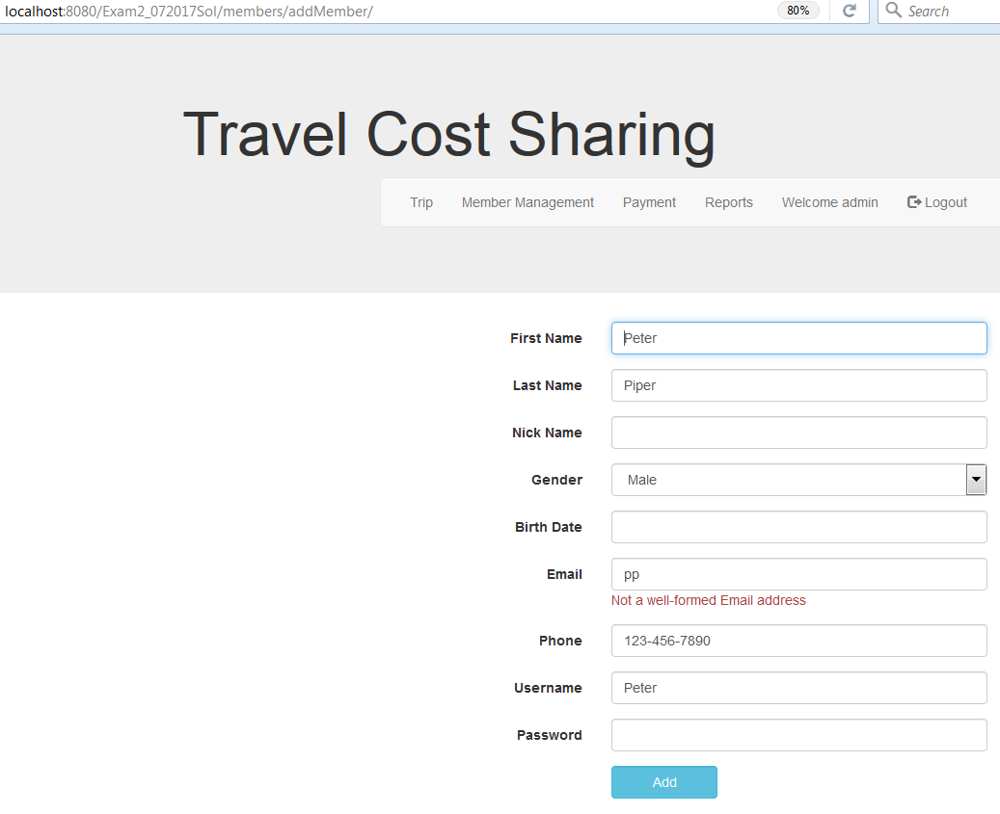 localhost:8080/Exam2_072017Sol/members/addMember/ 80% Search
Travel Cost Sharing
Trip Member Management Payment Reports Welcome admin Logout
First Name Peter
Last Name Piper
Nick Name
Gender Male
Birth Date
Email pp
Not a well-formed Email address
Phone 123-456-7890
Username Peter
Password
Add